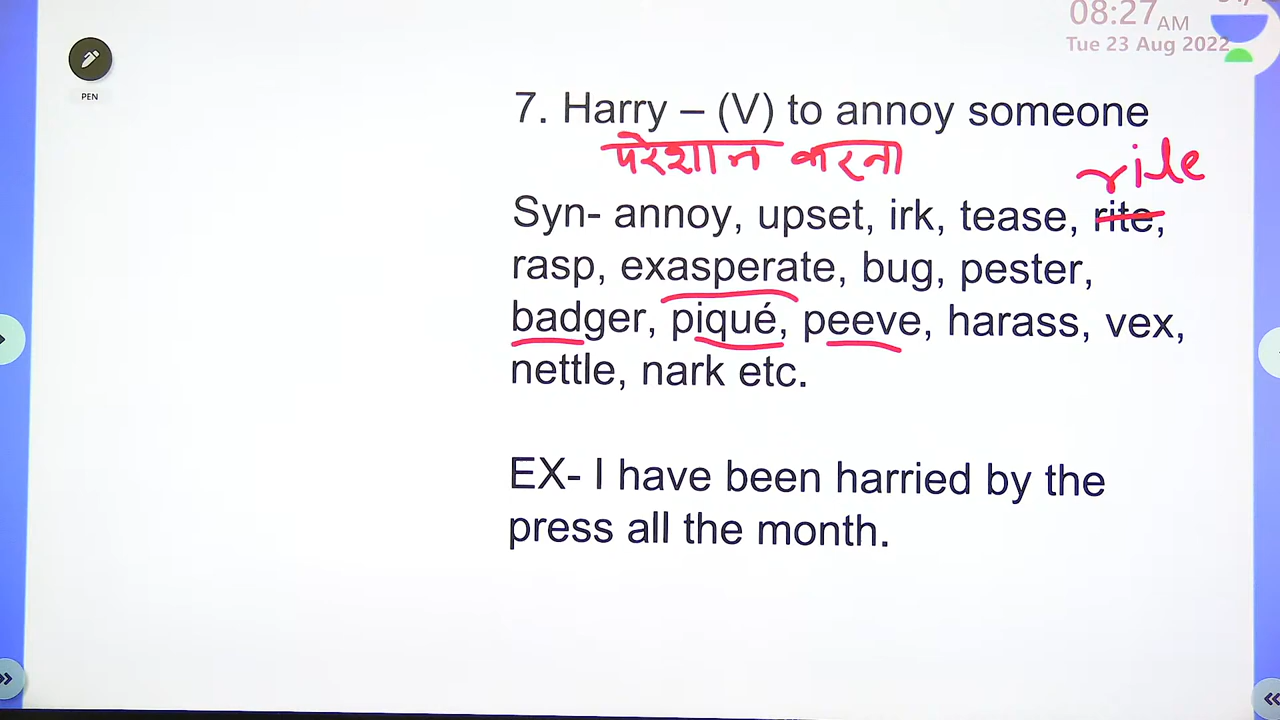 08:27 AM
Tue 23 Aug 2022
PEN
7. Harry – (V) to annoy someone
परेशान करना
rile
Syn- annoy, upset, irk, tease, rite,
rasp, exasperate, bug, pester,
badger, piqué, peeve, harass, vex,
nettle, nark etc.
EX- I have been harried by the
press all the month.